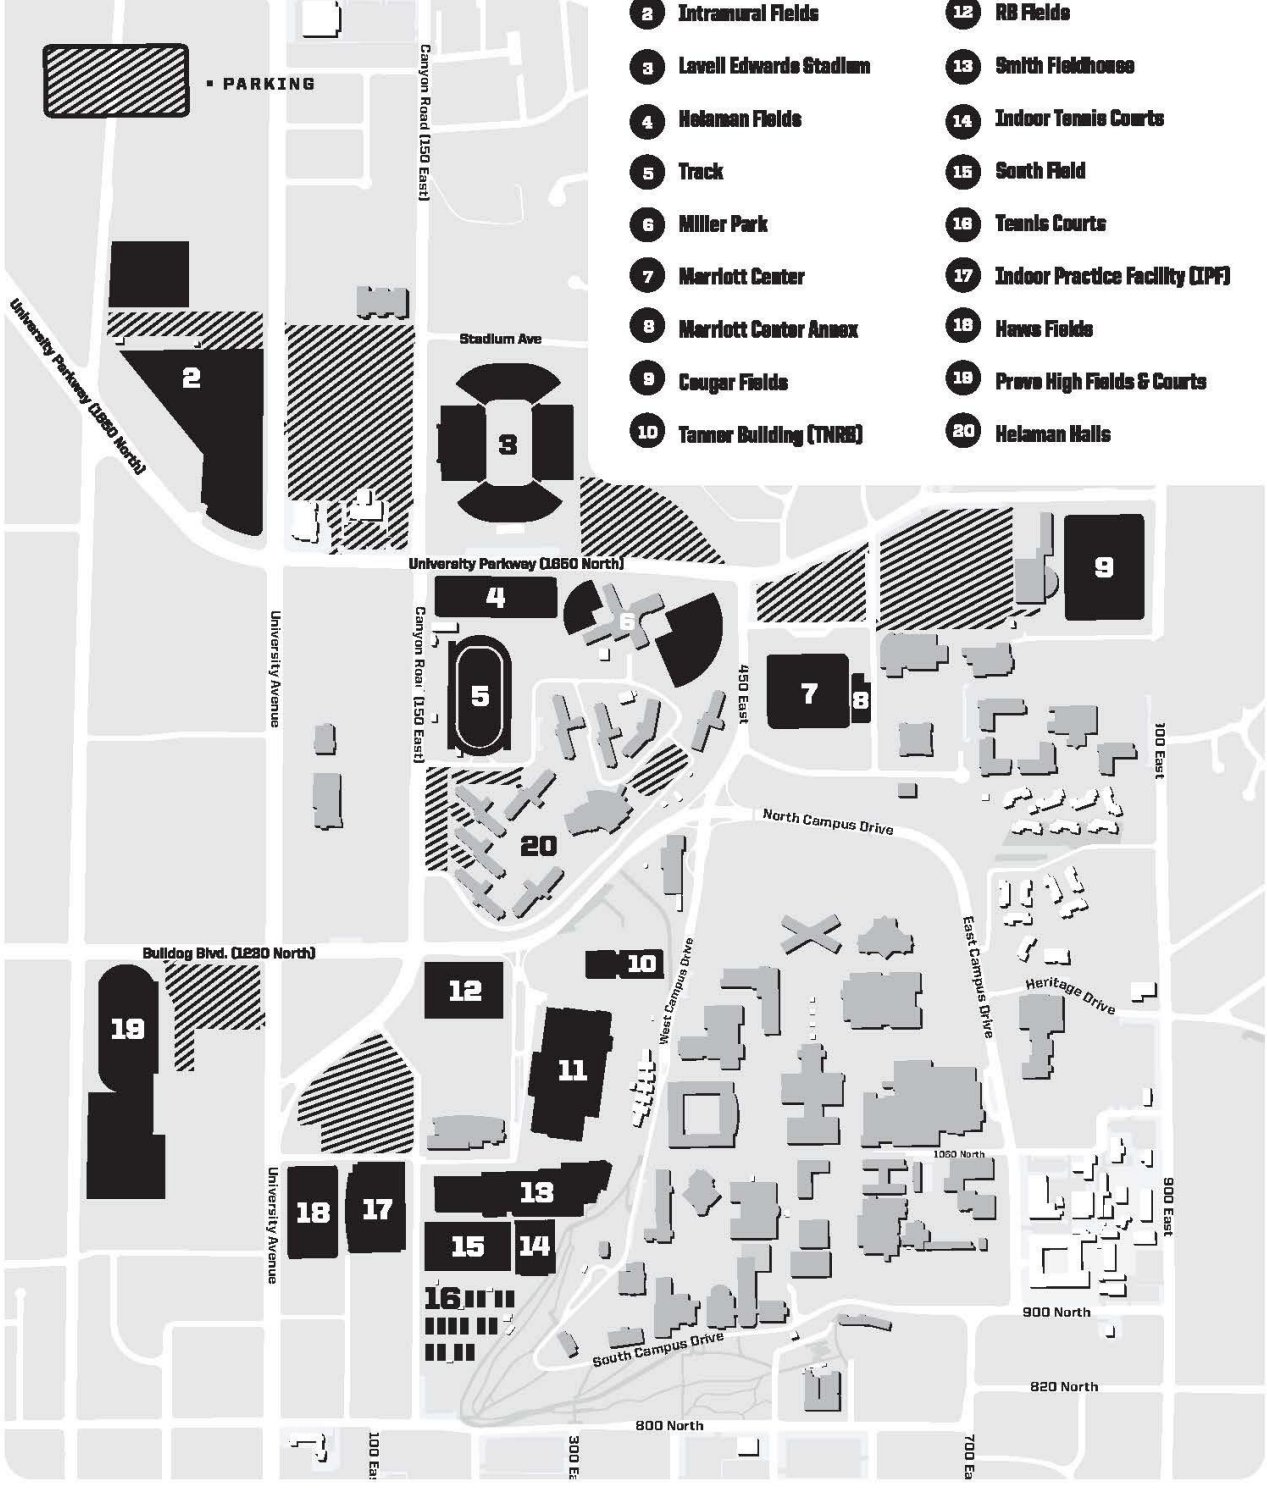 2 Intramural Fields
3 Lavell Edwards Stadium
4 Helaman Fields
5 Track
6 Miller Park
7 Marriott Center
8 Marriott Center Annex
9 Cougar Fields
10 Tanner Building (TNRB)
12 RB Fields
13 Smith Fieldhouse
14 Indoor Tennis Courts
15 South Field
16 Tennis Courts
17 Indoor Practice Facility (IPF)
18 Haws Fields
19 Provo High Fields & Courts
20 Helaman Halls
PARKING
Canyon Road (150 East)
University Parkway (1650 North)
Stadium Ave
2
3
University Parkway (1650 North)
4
6
9
University Avenue
Canyon Road (150 East)
5
450 East
7
8
900 East
North Campus Drive
20
Bulldog Blvd. (1230 North)
10
West Campus Drive
East Campus Drive
Heritage Drive
12
19
11
1060 North
University Avenue
18
17
13
15
14
900 East
16
900 North
South Campus Drive
820 North
800 North
100 Eas
300 Ea
700 Ea